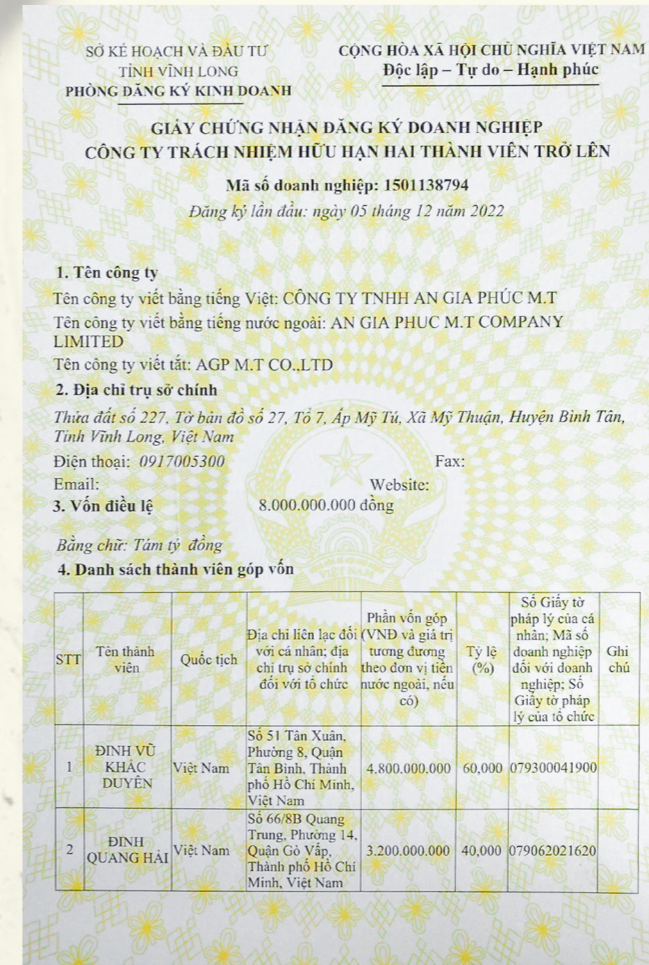 SỞ KẾ HOẠCH VÀ ĐẦU TƯ
TỈNH VĨNH LONG
PHÒNG ĐĂNG KÝ KINH DOANH
CỘNG HÒA XÃ HỘI CHỦ NGHĨA VIỆT NAM
Độc lập – Tự do – Hạnh phúc
GIẤY CHỨNG NHẬN ĐĂNG KÝ DOANH NGHIỆP
CÔNG TY TRÁCH NHIỆM HỮU HẠN HAI THÀNH VIÊN TRỞ LÊN
Mã số doanh nghiệp: 1501138794
Đăng ký lần đầu: ngày 05 tháng 12 năm 2022
1. Tên công ty
Tên công ty viết bằng tiếng Việt: CÔNG TY TNHH AN GIA PHÚC M.T
Tên công ty viết bằng tiếng nước ngoài: AN GIA PHUC M.T COMPANY
LIMITED
Tên công ty viết tắt: AGP M.T CO.,LTD
2. Địa chỉ trụ sở chính
Thửa đất số 227, Tờ bản đồ số 27, Tổ 7, Ấp Mỹ Tú, Xã Mỹ Thuận, Huyện Bình Tân,
Tỉnh Vĩnh Long, Việt Nam
Điện thoại: 0917005300 Fax:
Email: Website:
3. Vốn điều lệ 8.000.000.000 đồng
Bằng chữ: Tám tỷ đồng
4. Danh sách thành viên góp vốn
STT
Tên thành
viên
Quốc tịch
Địa chỉ liên lạc đối
với cá nhân; địa
chỉ trụ sở chính
đối với tổ chức
Phần vốn góp
(VNĐ và giá trị
tương đương
theo đơn vị tiền
nước ngoài, nếu
có)
Tỷ lệ
(%)
Số Giấy tờ
pháp lý của cá
nhân; Mã số
doanh nghiệp
đối với doanh
nghiệp; Số
Giấy tờ pháp
lý của tổ chức
Ghi
chú
1
ĐINH VŨ
KHẮC
DUYÊN
Việt Nam
Số 51 Tân Xuân,
Phường 8, Quận
Tân Bình, Thành
phố Hồ Chí Minh,
Việt Nam
4.800.000.000
60,000
079300041900
2
ĐINH
QUANG HẢI
Việt Nam
Số 66/8B Quang
Trung, Phường 14,
Quận Gò Vấp,
Thành phố Hồ Chí
Minh, Việt Nam
3.200.000.000
40,000
079062021620